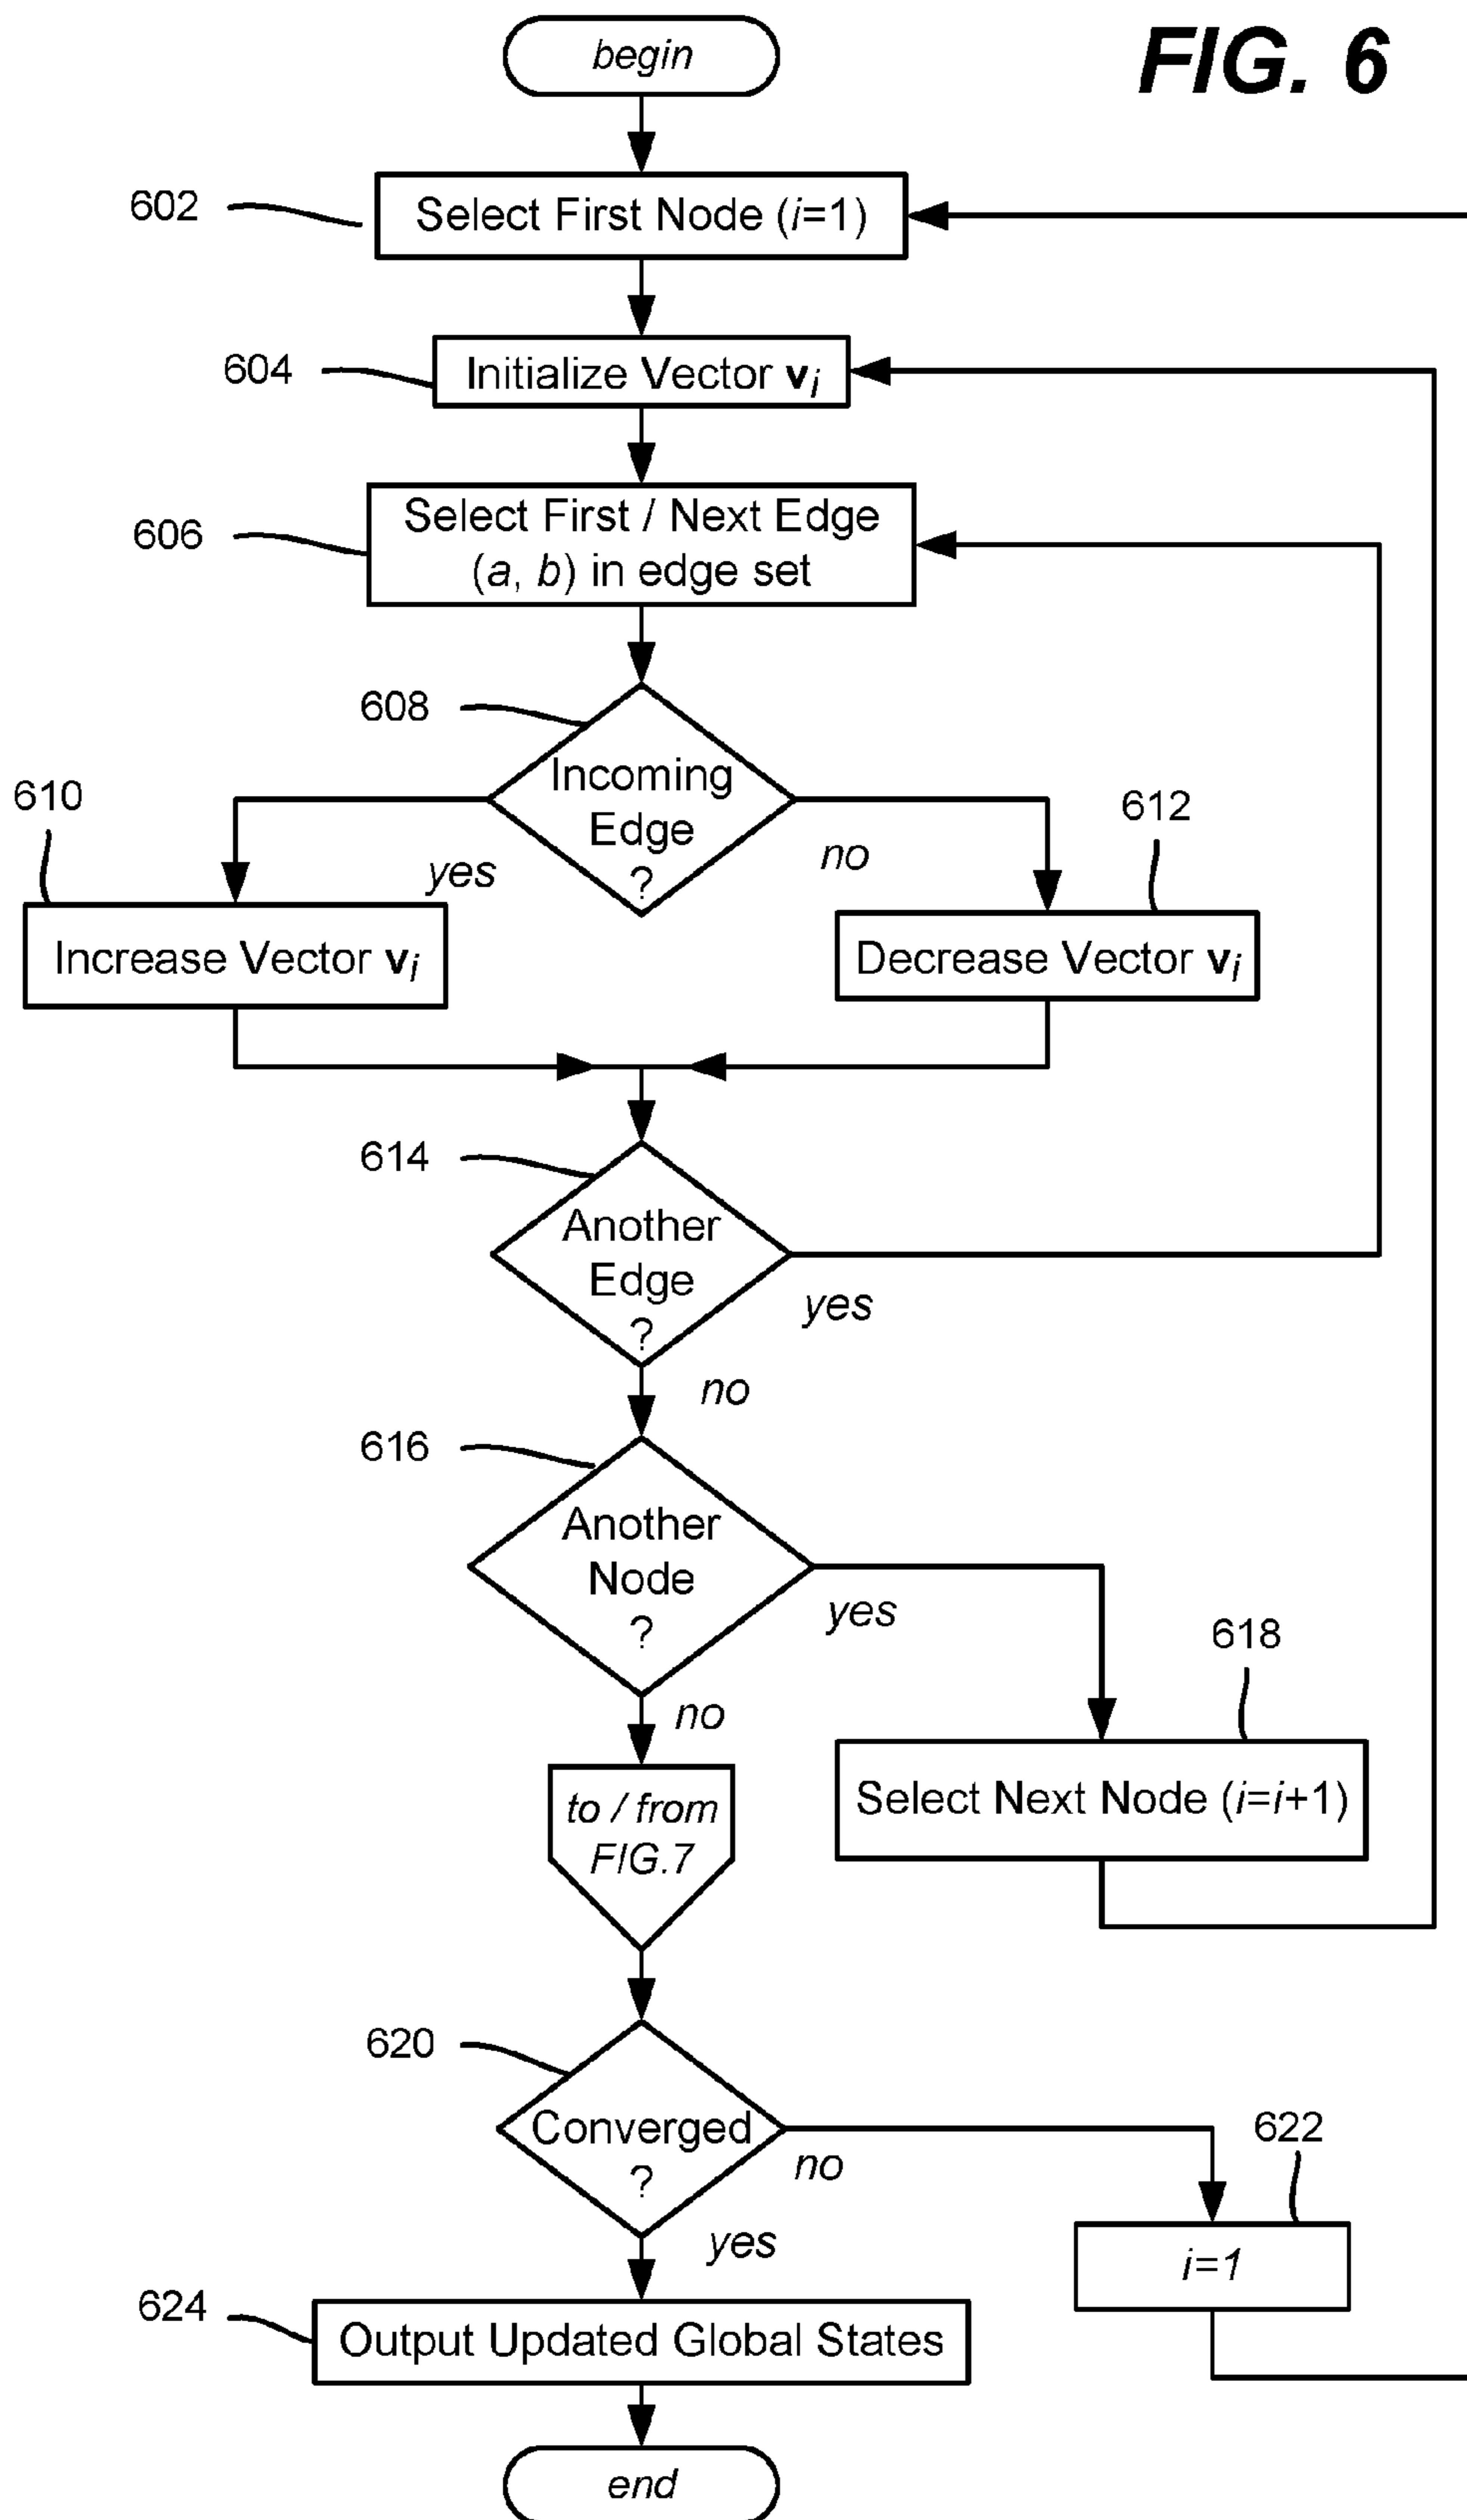 begin
FIG. 6
602
Select First Node (i=1)
604
Initialize Vector vi
606
Select First / Next Edge
(a, b) in edge set
608
Incoming
Edge
?
610
yes
no
612
Increase Vector vi
Decrease Vector vi
614
Another
Edge
?
yes
no
616
Another
Node
?
yes
618
no
to / from
FIG.7
Select Next Node (i=i+1)
620
Converged
?
no
622
yes
i=1
624
Output Updated Global States
end